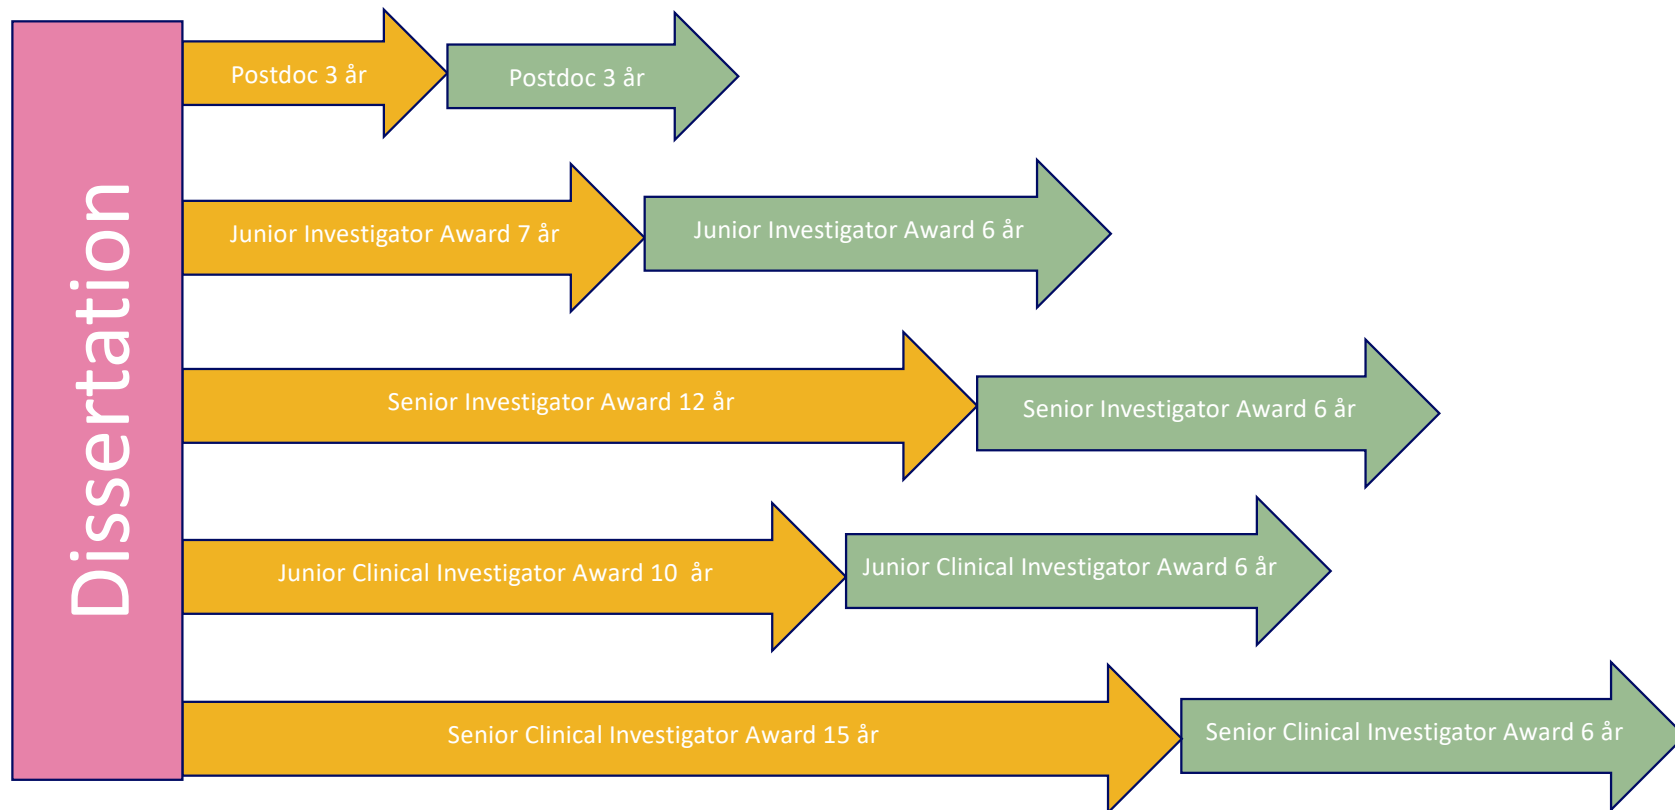 Dissertation
Postdoc 3 år
Postdoc 3 år
Junior Investigator Award 7 år
Junior Investigator Award 6 år
Senior Investigator Award 12 år
Senior Investigator Award 6 år
Junior Clinical Investigator Award 10  år
Junior Clinical Investigator Award 6 år
Senior Clinical Investigator Award 15 år
Senior Clinical Investigator Award 6 år